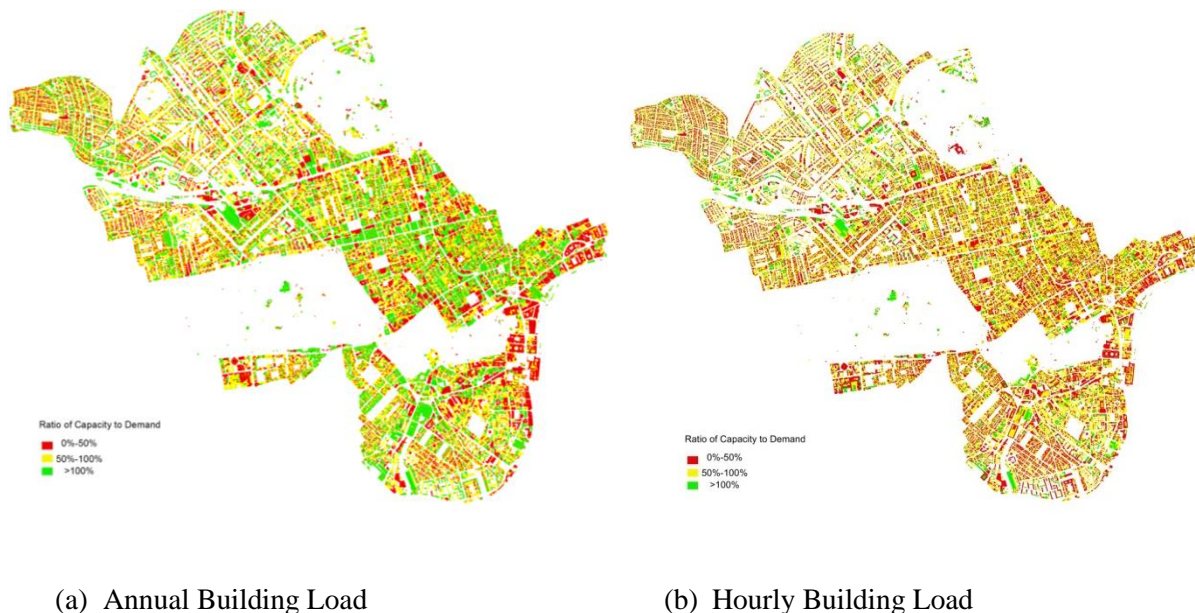 Ratio of Capacity to Demand
0%-50%
50%-100%
>100%
Ratio of Capacity to Demand
0%-50%
50%-100%
>100%
(a) Annual Building Load
(b) Hourly Building Load